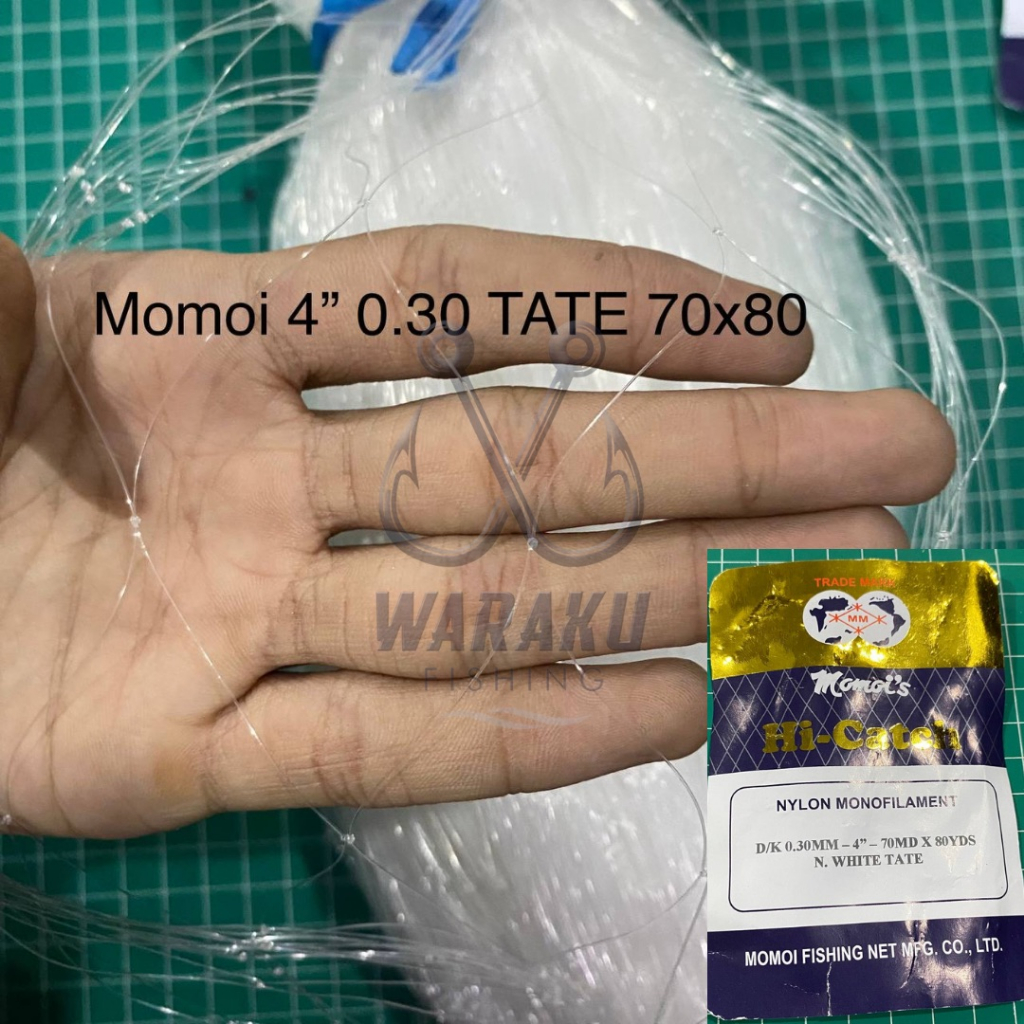 Momoi 4” 0.30 TATE 70x80
WARAKU
FISHING
TRADE MARK
MM
Momoi's
Hi-Catch
NYLON MONOFILAMENT
D/K 0.30MM – 4” – 70MD X 80YDS
N. WHITE TATE
MOMOI FISHING NET MFG. CO., LTD.